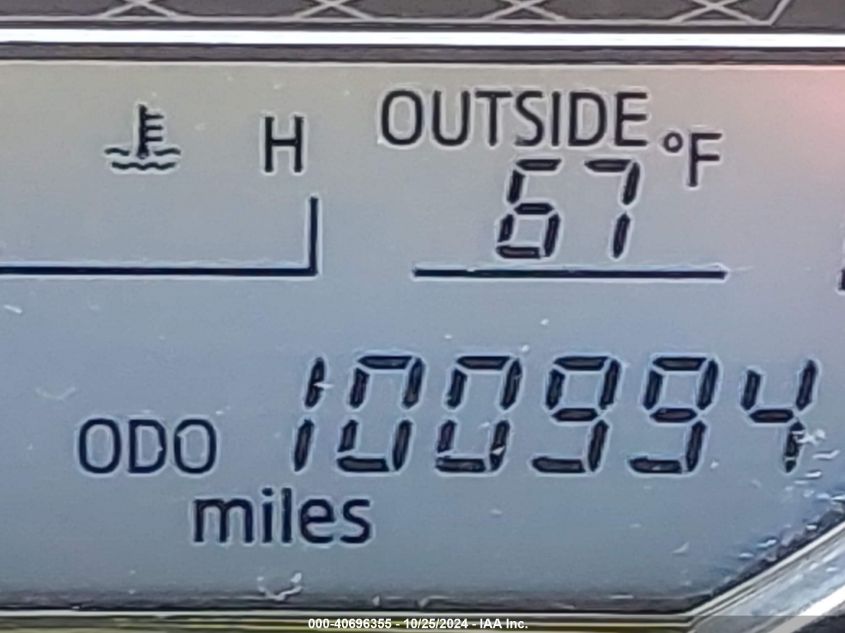 H
OUTSIDE
67 °F
ODO 100994
miles
000-40696355 - 10/25/2024 - IAA Inc.